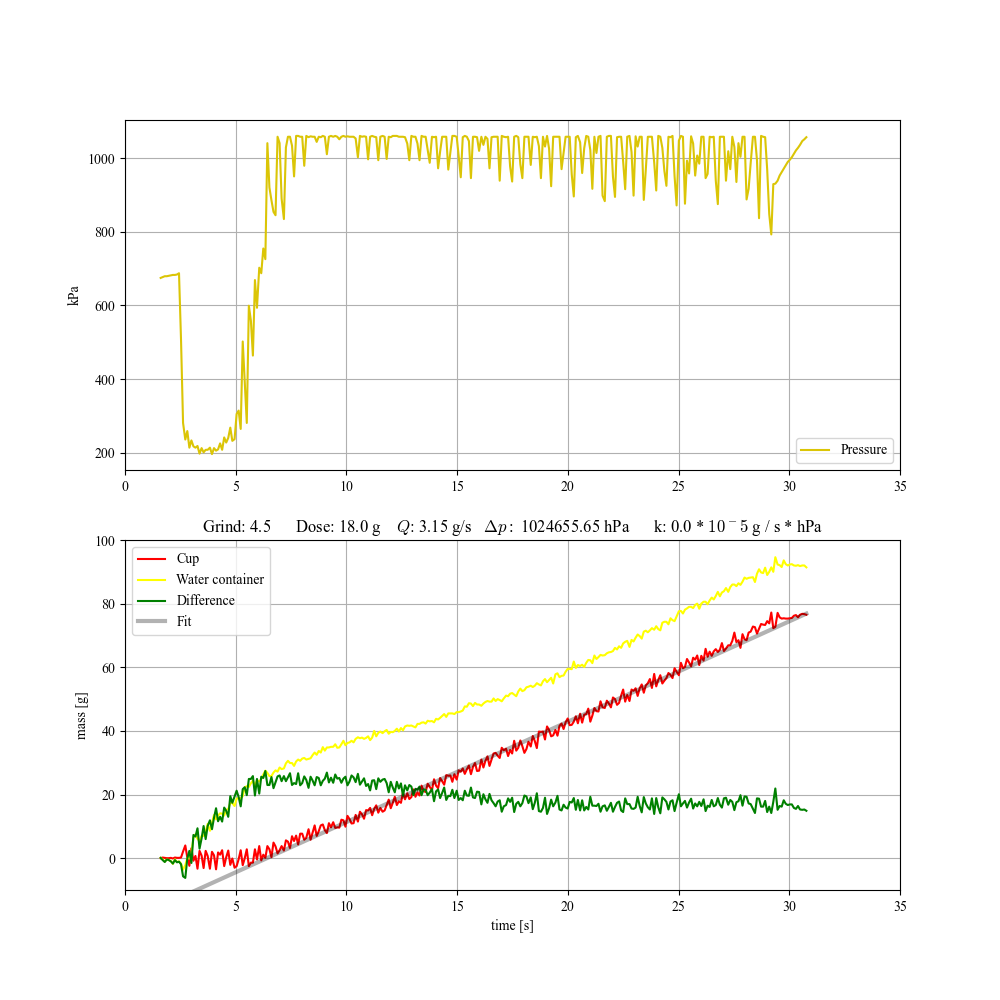 1000
800
600
400
200
kPa
Pressure
0 5 10 15 20 25 30 35
Grind: 4.5 Dose: 18.0 g Q: 3.15 g/s Δp: 1024655.65 hPa k: 0.0 * 10⁻5 g / s * hPa
100
80
60
40
20
0
mass [g]
Cup
Water container
Difference
Fit
0 5 10 15 20 25 30 35
time [s]